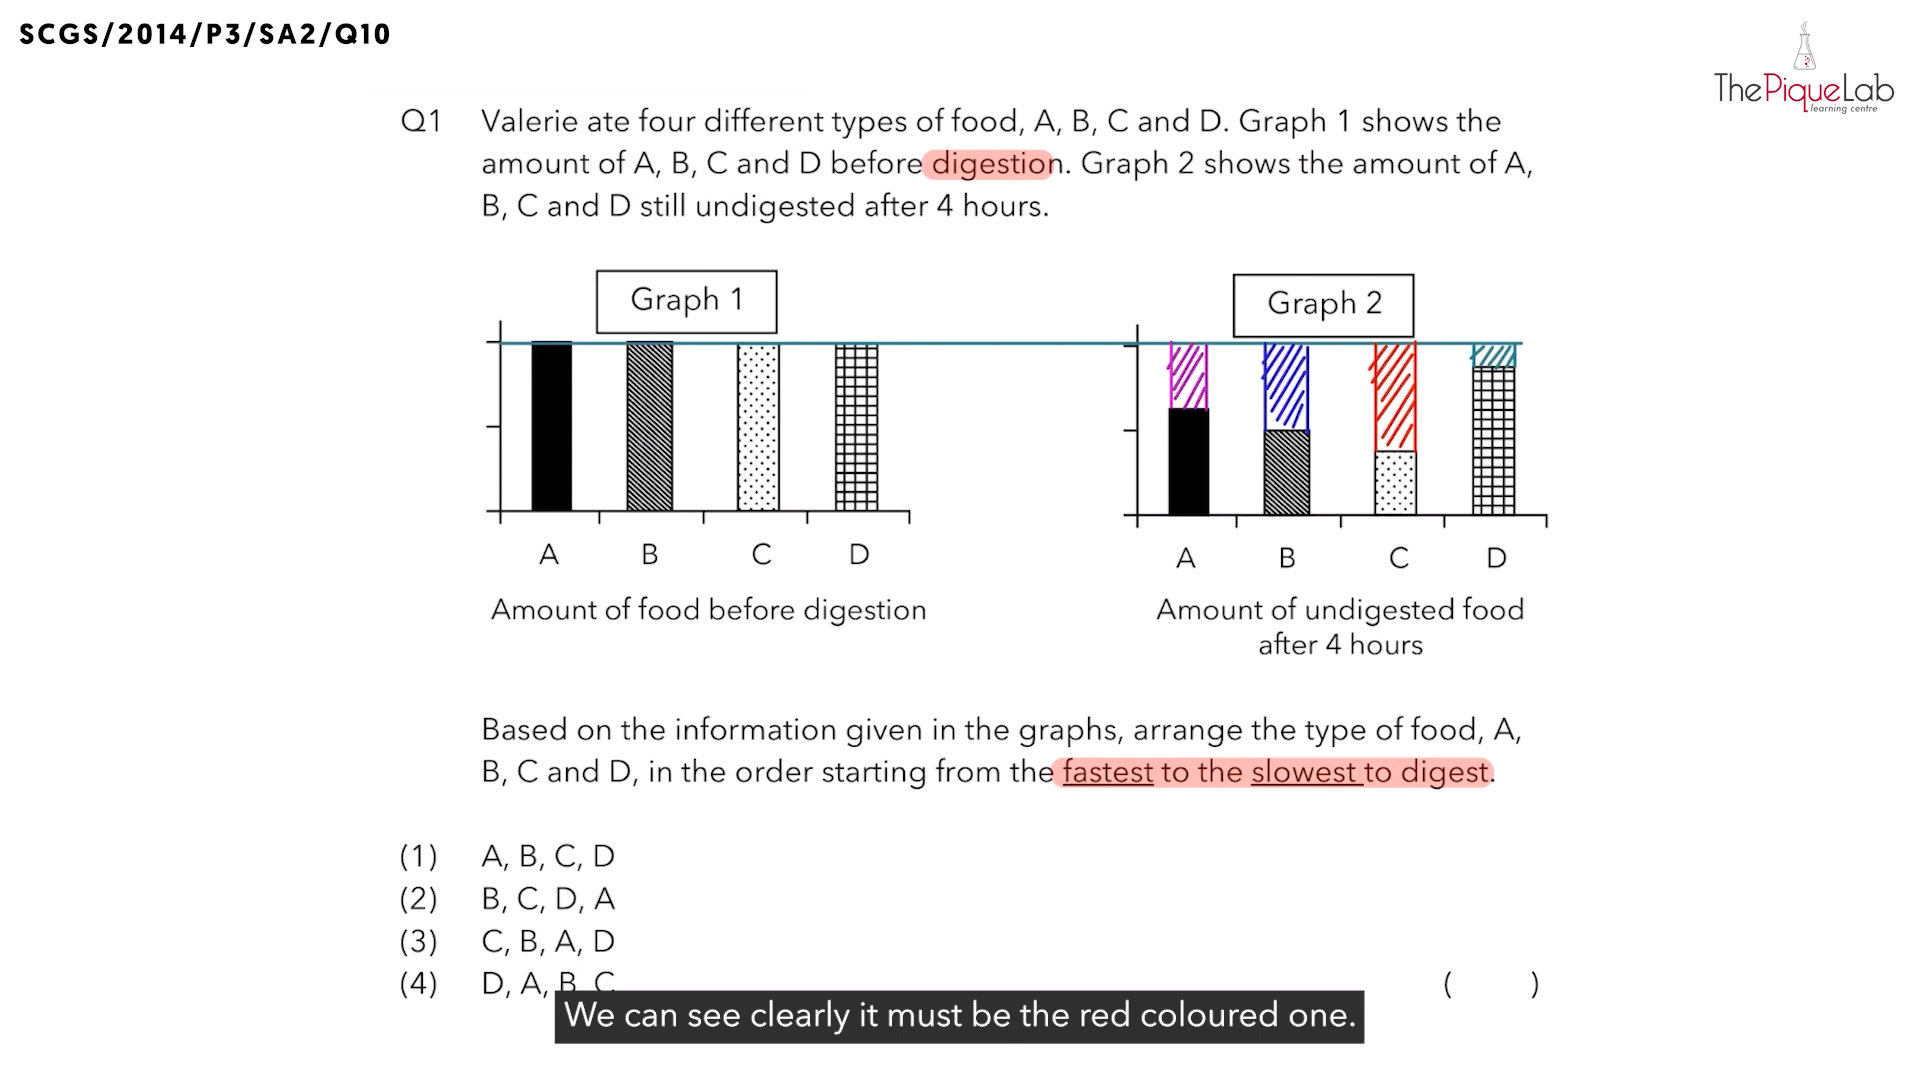 SCGS/2014/P3/SA2/Q10
ThePiqueLab
learning centre
Q1 Valerie ate four different types of food, A, B, C and D. Graph 1 shows the
amount of A, B, C and D before digestion. Graph 2 shows the amount of A,
B, C and D still undigested after 4 hours.
Graph 1
Graph 2
A B C D
A B C D
Amount of food before digestion
Amount of undigested food
after 4 hours
Based on the information given in the graphs, arrange the type of food, A,
B, C and D, in the order starting from the fastest to the slowest to digest.
(1) A, B, C, D
(2) B, C, D, A
(3) C, B, A, D
(4) D, A, B, C
( )
We can see clearly it must be the red coloured one.